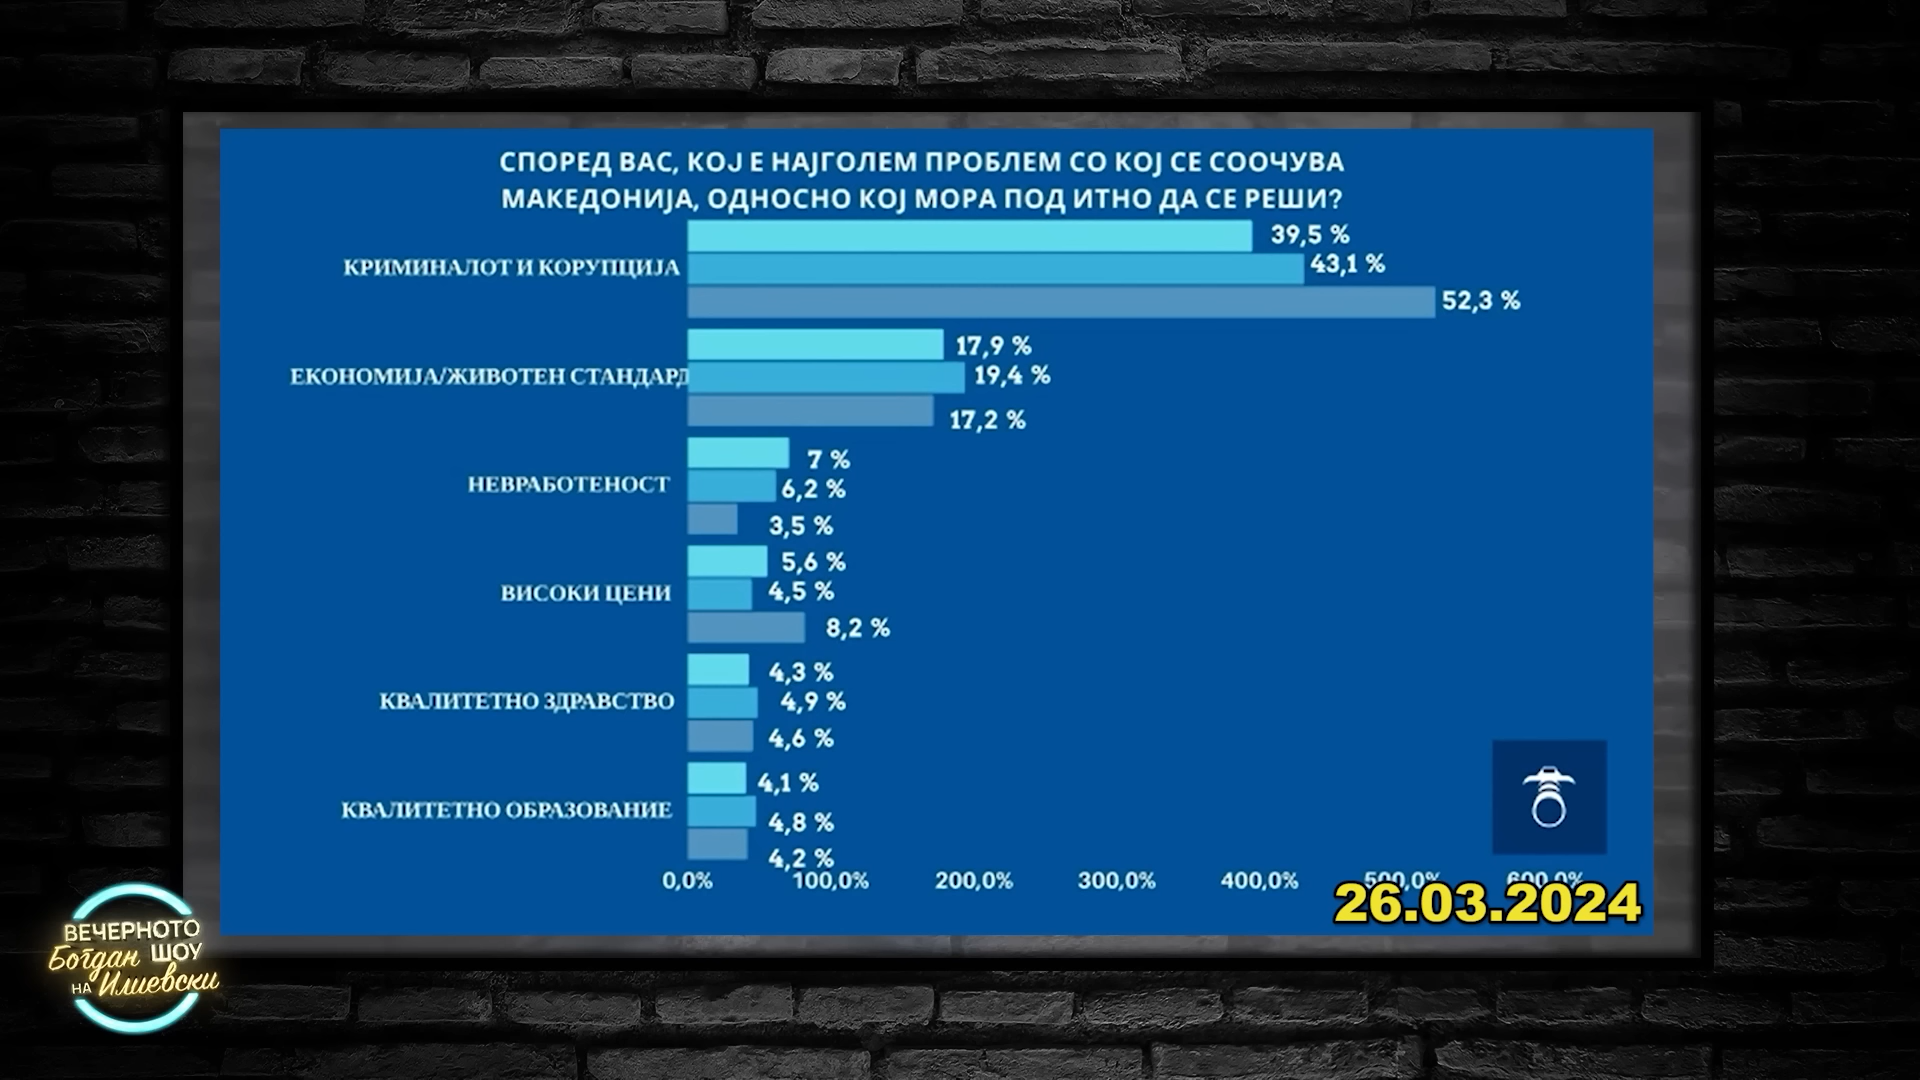 СПОРЕД ВАС, КОЈ Е НАЈГОЛЕМ ПРОБЛЕМ СО КОЈ СЕ СООЧУВА
МАКЕДОНИЈА, ОДНОСНО КОЈ МОРА ПОД ИТНО ДА СЕ РЕШИ?
КРИМИНАЛОТ И КОРУПЦИЈА
39,5 %
43,1 %
52,3 %
ЕКОНОМИЈА/ЖИВОТЕН СТАНДАРД
17,9 %
19,4 %
17,2 %
НЕВРАБОТЕНОСТ
7 %
6,2 %
3,5 %
ВИСОКИ ЦЕНИ
5,6 %
4,5 %
8,2 %
КВАЛИТЕТНО ЗДРАВСТВО
4,3 %
4,9 %
4,6 %
КВАЛИТЕТНО ОБРАЗОВАНИЕ
4,1 %
4,8 %
4,2 %
0,0% 100,0% 200,0% 300,0% 400,0% 500,0% 600,0%
26.03.2024
ВЕЧЕРНОТО
Богдан ШОУ
НА Илиевски